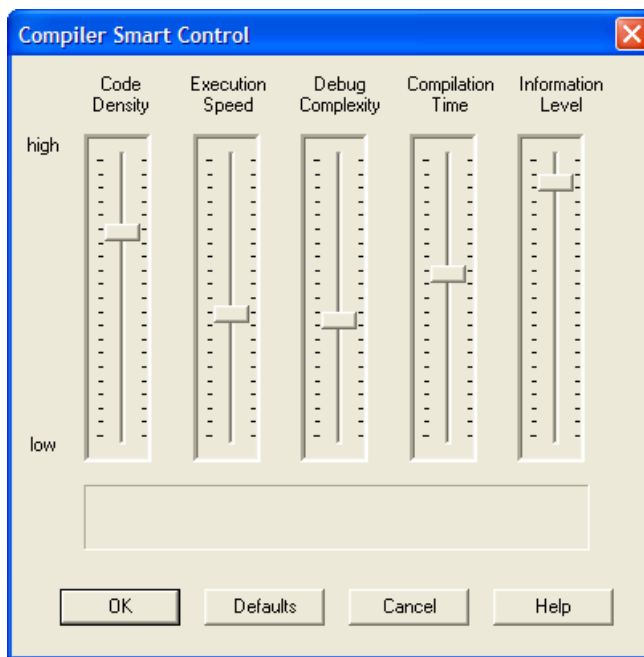 Compiler Smart Control
Code
Density
Execution
Speed
Debug
Complexity
Compilation
Time
Information
Level
high
low
OK
Defaults
Cancel
Help